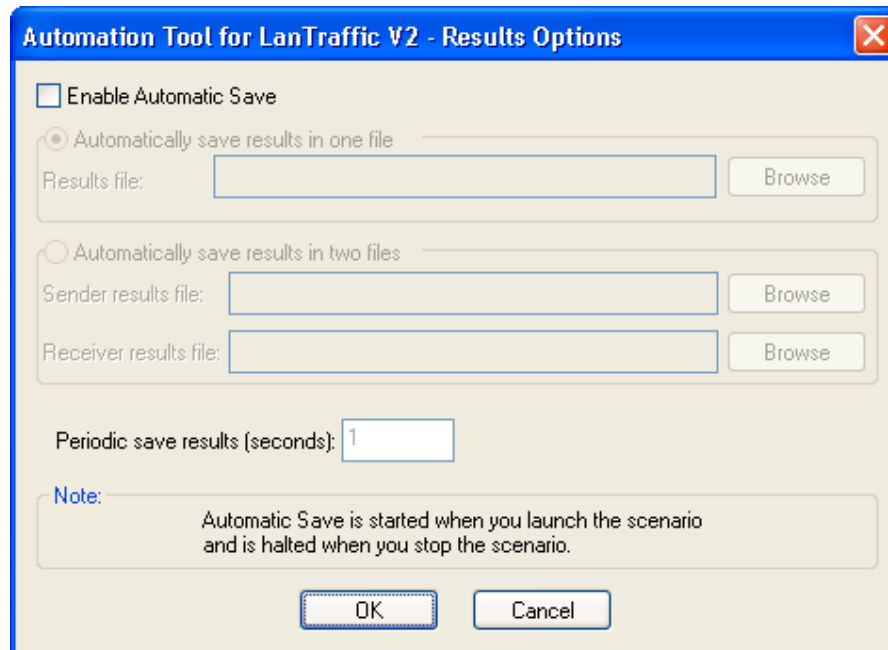 Automation Tool for LanTraffic V2 - Results Options
Enable Automatic Save
Automatically save results in one file
Results file:
Browse
Automatically save results in two files
Sender results file:
Browse
Receiver results file:
Browse
Periodic save results (seconds): 1
Note:
Automatic Save is started when you launch the scenario
and is halted when you stop the scenario.
OK
Cancel